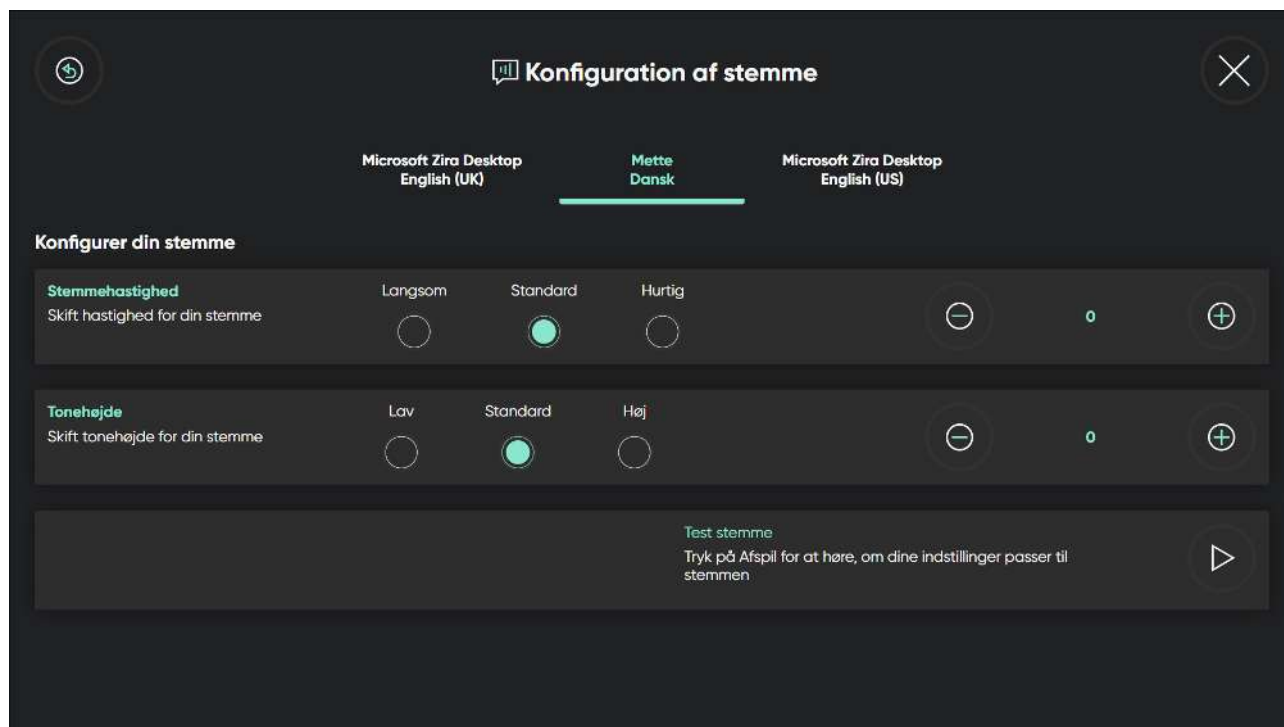 Konfiguration af stemme
Microsoft Zira Desktop
English (UK)
Mette
Dansk
Microsoft Zira Desktop
English (US)
Konfigurer din stemme
Stemmehastighed
Skift hastighed for din stemme
Langsom Standard Hurtig
0
Tonehøjde
Skift tonehøjde for din stemme
Lav Standard Høj
0
Test stemme
Tryk på Afspil for at høre, om dine indstillinger passer til
stemmen